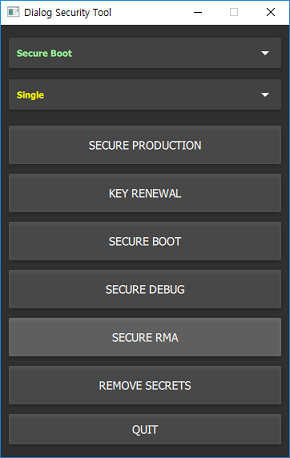 Dialog Security Tool
Secure Boot
Single
SECURE PRODUCTION
KEY RENEWAL
SECURE BOOT
SECURE DEBUG
SECURE RMA
REMOVE SECRETS
QUIT